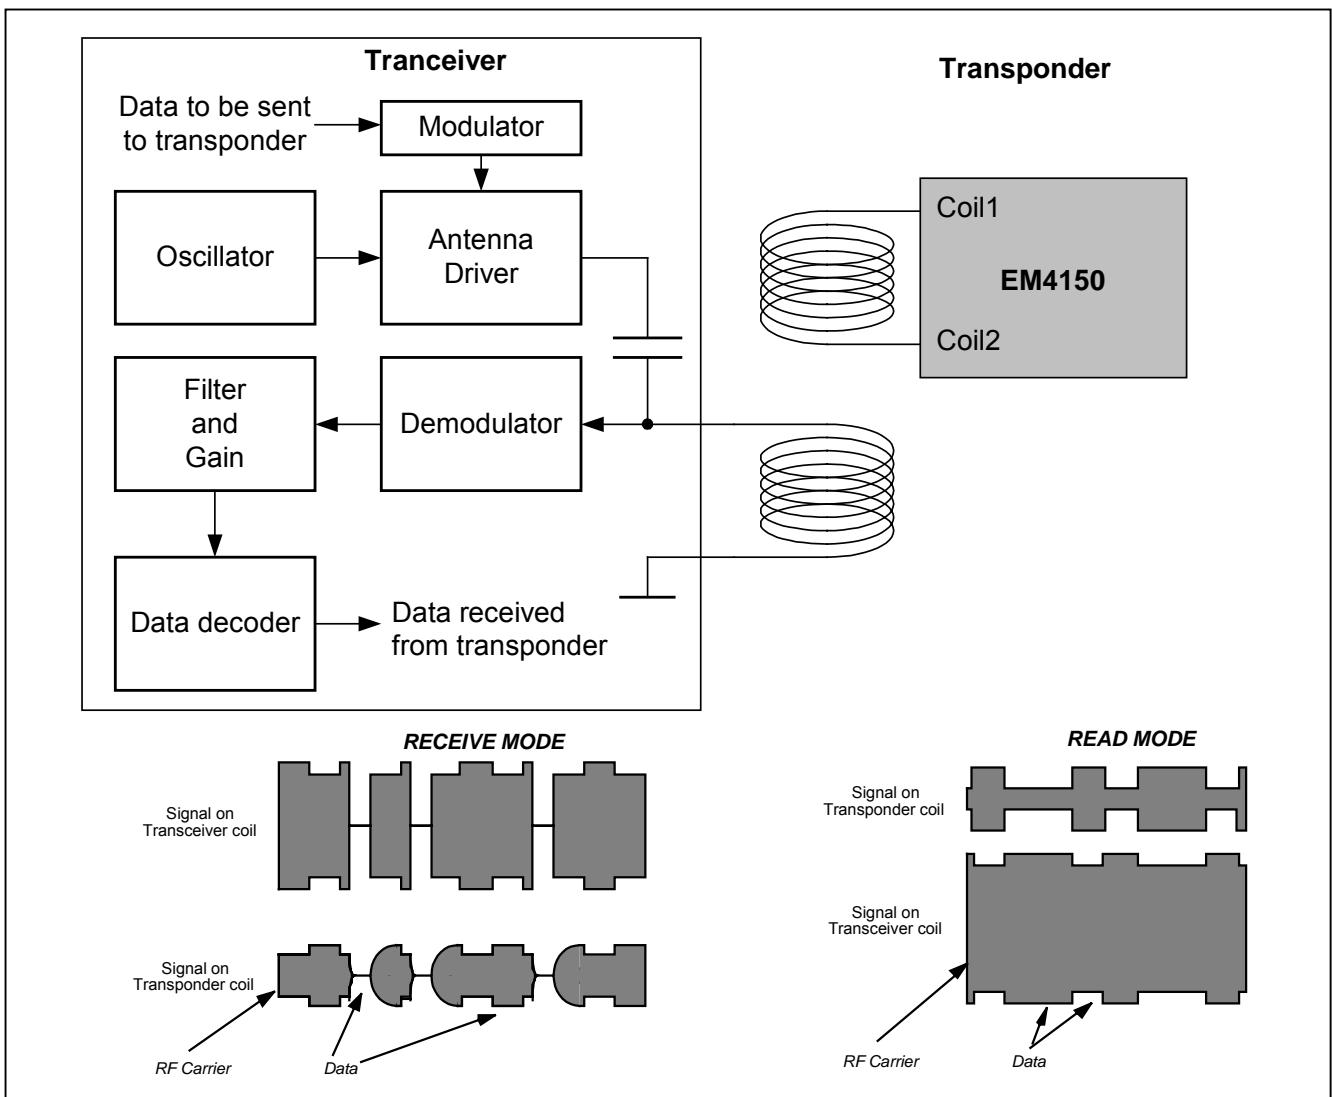 Tranceiver
Transponder
Data to be sent
to transponder
Modulator
Oscillator
Antenna
Driver
Coil1
EM4150
Coil2
Filter
and
Gain
Demodulator
Data decoder
Data received
from transponder
RECEIVE MODE
Signal on
Transceiver coil
Signal on
Transponder coil
RF Carrier
Data
READ MODE
Signal on
Transponder coil
Signal on
Transceiver coil
RF Carrier
Data